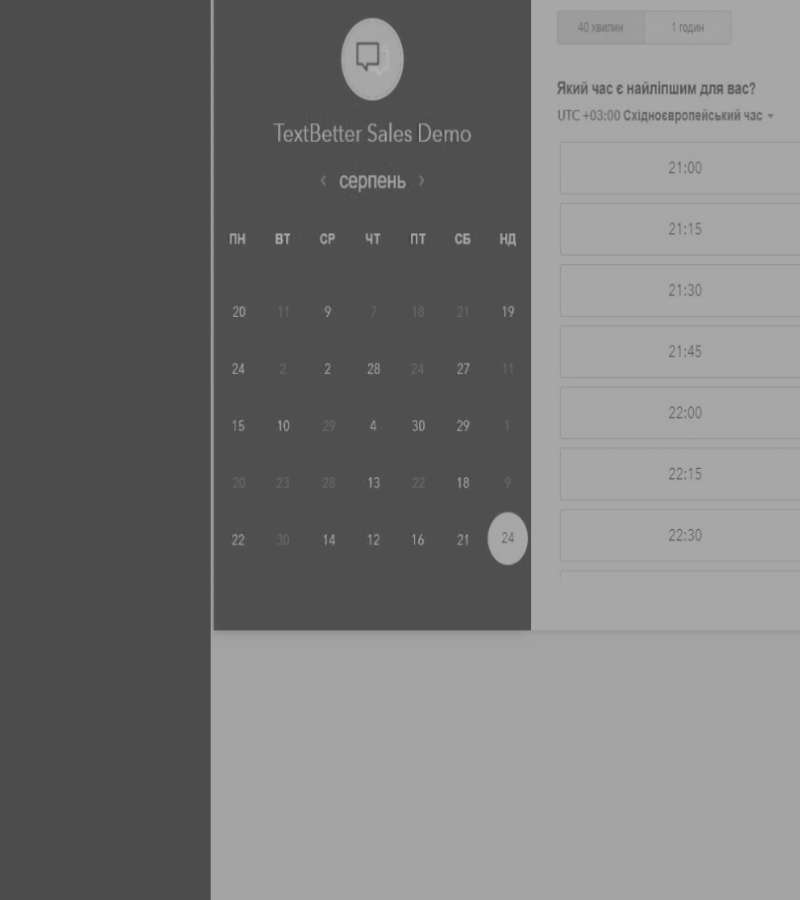 TextBetter Sales Demo
‹ серпень ›
ПН ВТ СР ЧТ ПТ СБ НД
20 11 9 7 18 21 19
24 2 2 28 24 27 11
15 10 29 4 30 29 1
20 23 28 13 22 18 9
22 30 14 12 16 21 24
40 хвилин 1 годин
Який час є найліпшим для вас?
UTC +03:00 Східноєвропейський час
21:00
21:15
21:30
21:45
22:00
22:15
22:30